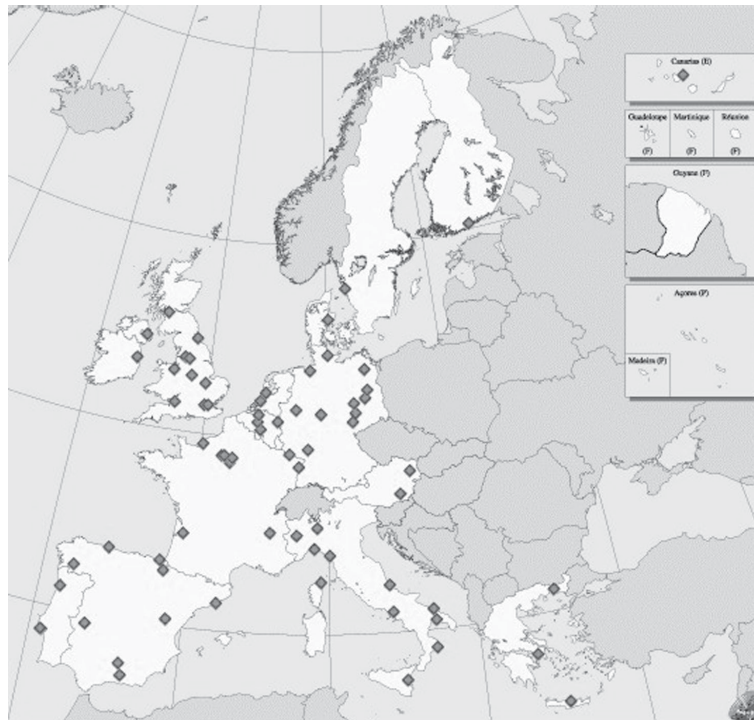 Canarias (E)
Guadeloupe Martinique Réunion
(F) (F) (F)
Guyane (F)
Açores (P)
Madeira (P)